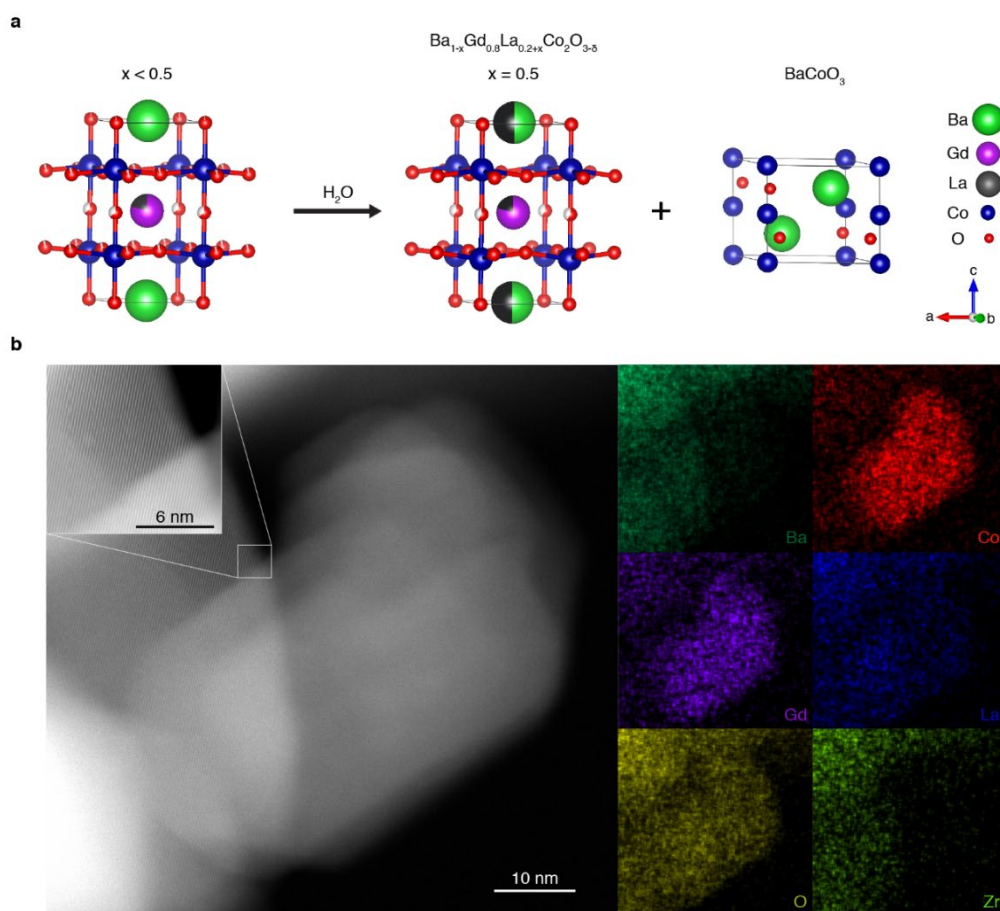 a
Ba1-xGd0.8La0.2+xCo2O3-δ
x < 0.5
x = 0.5
BaCoO3
H2O
+
Ba
Gd
La
Co
O
c
a
b
b
6 nm
10 nm
Ba
Co
Gd
La
O
Zr